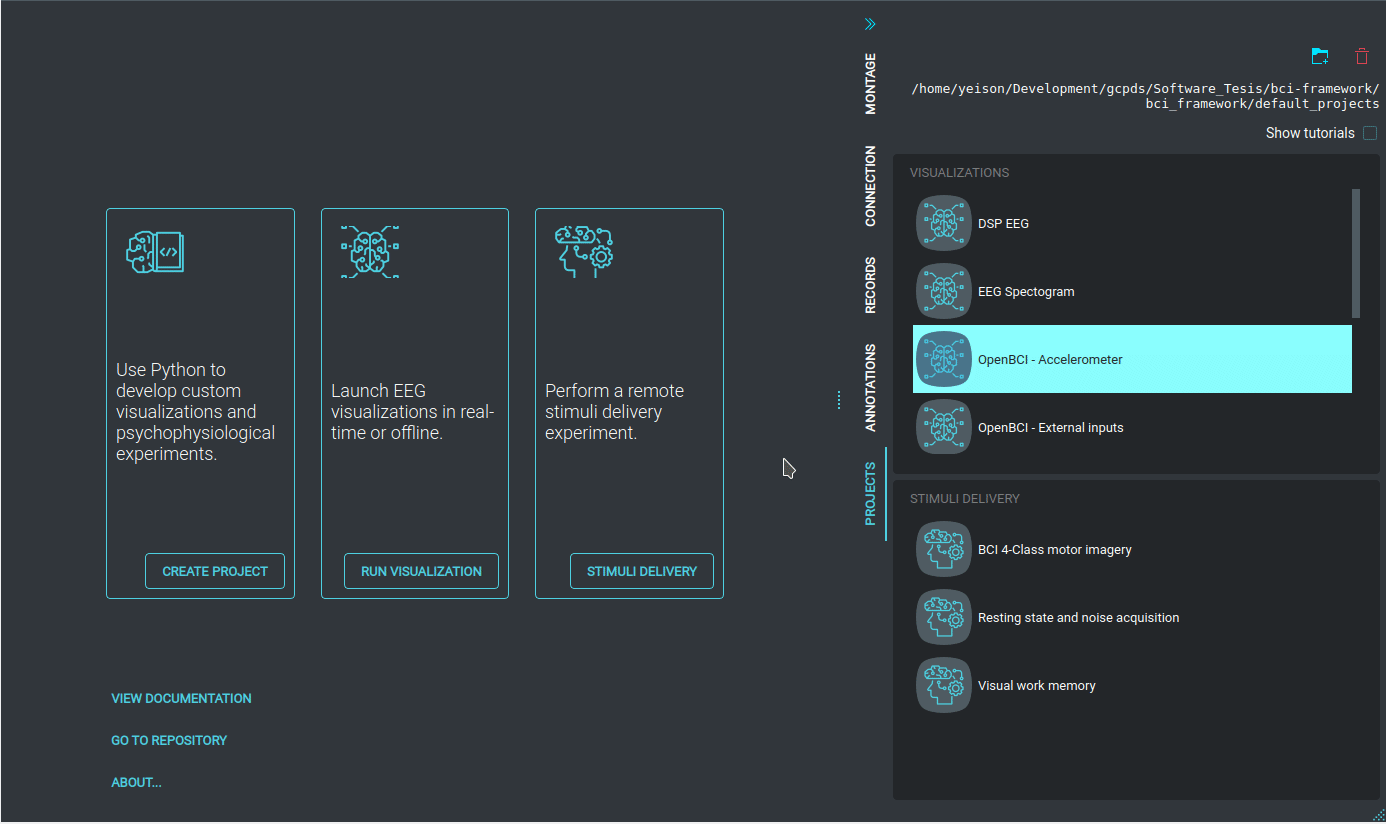 Use Python to
develop custom
visualizations and
psychophysiological
experiments.
CREATE PROJECT
Launch EEG
visualizations in real-
time or offline.
RUN VISUALIZATION
Perform a remote
stimuli delivery
experiment.
STIMULI DELIVERY
VIEW DOCUMENTATION
GO TO REPOSITORY
ABOUT...
MONTAGE
CONNECTION
RECORDS
ANNOTATIONS
PROJECTS
/home/yeison/Development/gcpds/Software_Tesis/bci-framework/
bci_framework/default_projects
Show tutorials
VISUALIZATIONS
DSP EEG
EEG Spectogram
OpenBCI - Accelerometer
OpenBCI - External inputs
STIMULI DELIVERY
BCI 4-Class motor imagery
Resting state and noise acquisition
Visual work memory